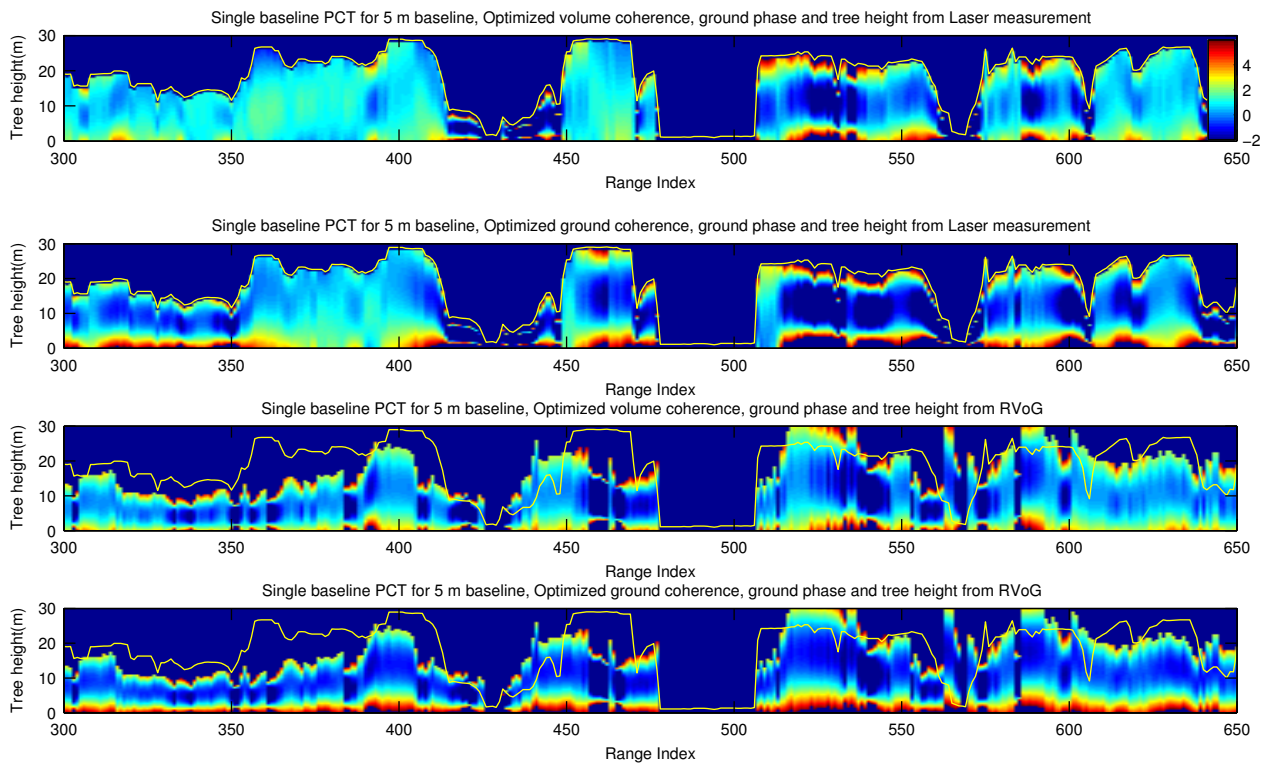 Single baseline PCT for 5 m baseline, Optimized volume coherence, ground phase and tree height from Laser measurement
30
20
10
0
Tree height(m)
4
2
0
−2
300 350 400 450 500 550 600 650
Range Index
Single baseline PCT for 5 m baseline, Optimized ground coherence, ground phase and tree height from Laser measurement
30
20
10
0
Tree height(m)
300 350 400 450 500 550 600 650
Range Index
Single baseline PCT for 5 m baseline, Optimized volume coherence, ground phase and tree height from RVoG
30
20
10
0
Tree height(m)
300 350 400 450 500 550 600 650
Range Index
Single baseline PCT for 5 m baseline, Optimized ground coherence, ground phase and tree height from RVoG
30
20
10
0
Tree height(m)
300 350 400 450 500 550 600 650
Range Index